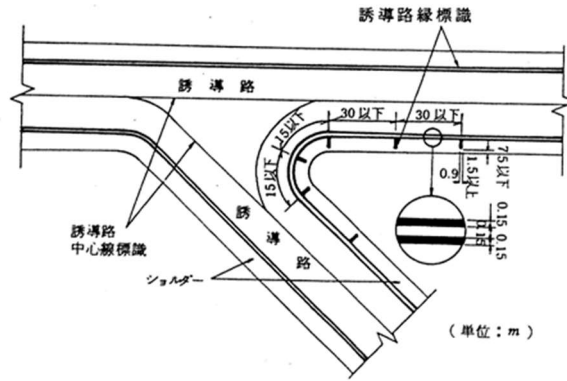 誘導路縁標識
誘導路
30以下
30以下
15以下
15以下
0.9
1.5以上
75以下
0.15
0.15
0.15
誘導路
誘導路
中心線標識
ショルダー
(単位：m)